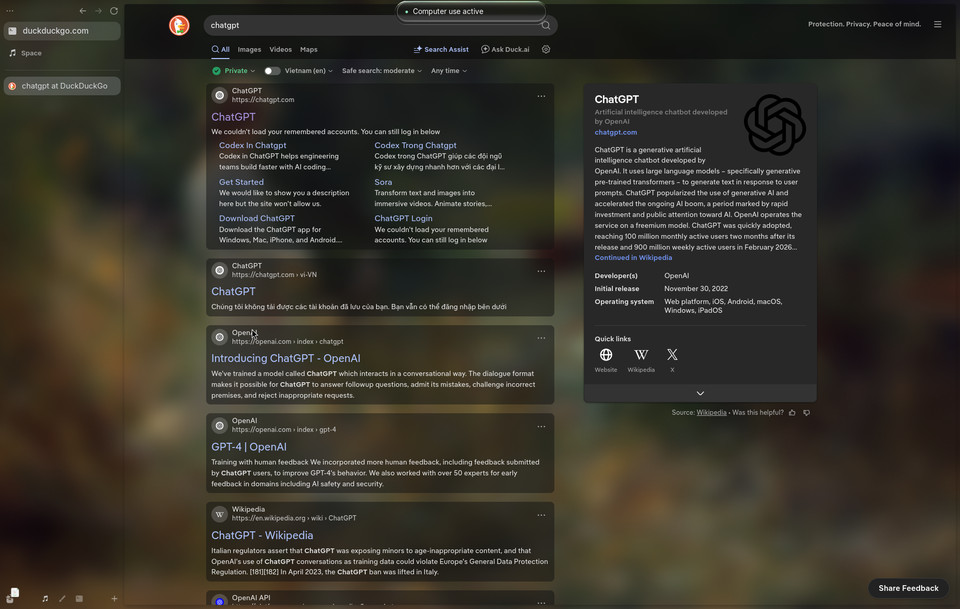 Computer use active
duckduckgo.com
Space
chatgpt at DuckDuckGo
chatgpt
Protection. Privacy. Peace of mind.
All Images Videos Maps Search Assist Ask Duck.ai
Private Vietnam (en) Safe search: moderate Any time
ChatGPT
https://chatgpt.com
ChatGPT
We couldn't load your remembered accounts. You can still log in below
Codex In Chatgpt
Codex in ChatGPT helps engineering
teams build faster with AI coding...
Codex Trong Chatgpt
Codex trong ChatGPT giúp các đội ngũ
kỹ sư xây dựng nhanh hơn với các đại l...
Get Started
We would like to show you a description
here but the site won't allow us.
Sora
Transform text and images into
immersive videos. Animate stories,...
Download ChatGPT
Download the ChatGPT app for
Windows, Mac, iPhone, and Android....
ChatGPT Login
We couldn't load your remembered
accounts. You can still log in below
ChatGPT
https://chatgpt.com › vi-VN
ChatGPT
Chúng tôi không tải được các tài khoản đã lưu của bạn. Bạn vẫn có thể đăng nhập bên dưới
OpenAI
https://openai.com › index › chatgpt
Introducing ChatGPT - OpenAI
We've trained a model called ChatGPT which interacts in a conversational way. The dialogue format
makes it possible for ChatGPT to answer followup questions, admit its mistakes, challenge incorrect
premises, and reject inappropriate requests.
OpenAI
https://openai.com › index › gpt-4
GPT-4 | OpenAI
Training with human feedback We incorporated more human feedback, including feedback submitted
by ChatGPT users, to improve GPT-4's behavior. We also worked with over 50 experts for early
feedback in domains including AI safety and security.
Wikipedia
https://en.wikipedia.org › wiki › ChatGPT
ChatGPT - Wikipedia
Italian regulators assert that ChatGPT was exposing minors to age-inappropriate content, and that
OpenAI's use of ChatGPT conversations as training data could violate Europe's General Data Protection
Regulation. [181][182] In April 2023, the ChatGPT ban was lifted in Italy.
OpenAI API
ChatGPT
Artificial intelligence chatbot developed
by OpenAI
chatgpt.com
ChatGPT is a generative artificial
intelligence chatbot developed by
OpenAI. It uses large language models – specifically generative
pre-trained transformers – to generate text in response to user
prompts. ChatGPT popularized the use of generative AI and
accelerated the ongoing AI boom, a period marked by rapid
investment and public attention toward AI. OpenAI operates the
service on a freemium model. ChatGPT was quickly adopted,
reaching 100 million monthly active users two months after its
release and 900 million weekly active users in February 2026...
Continued in Wikipedia
Developer(s) OpenAI
Initial release November 30, 2022
Operating system Web platform, iOS, Android, macOS,
Windows, iPadOS
Quick links
Website Wikipedia X
Source: Wikipedia • Was this helpful?
Share Feedback